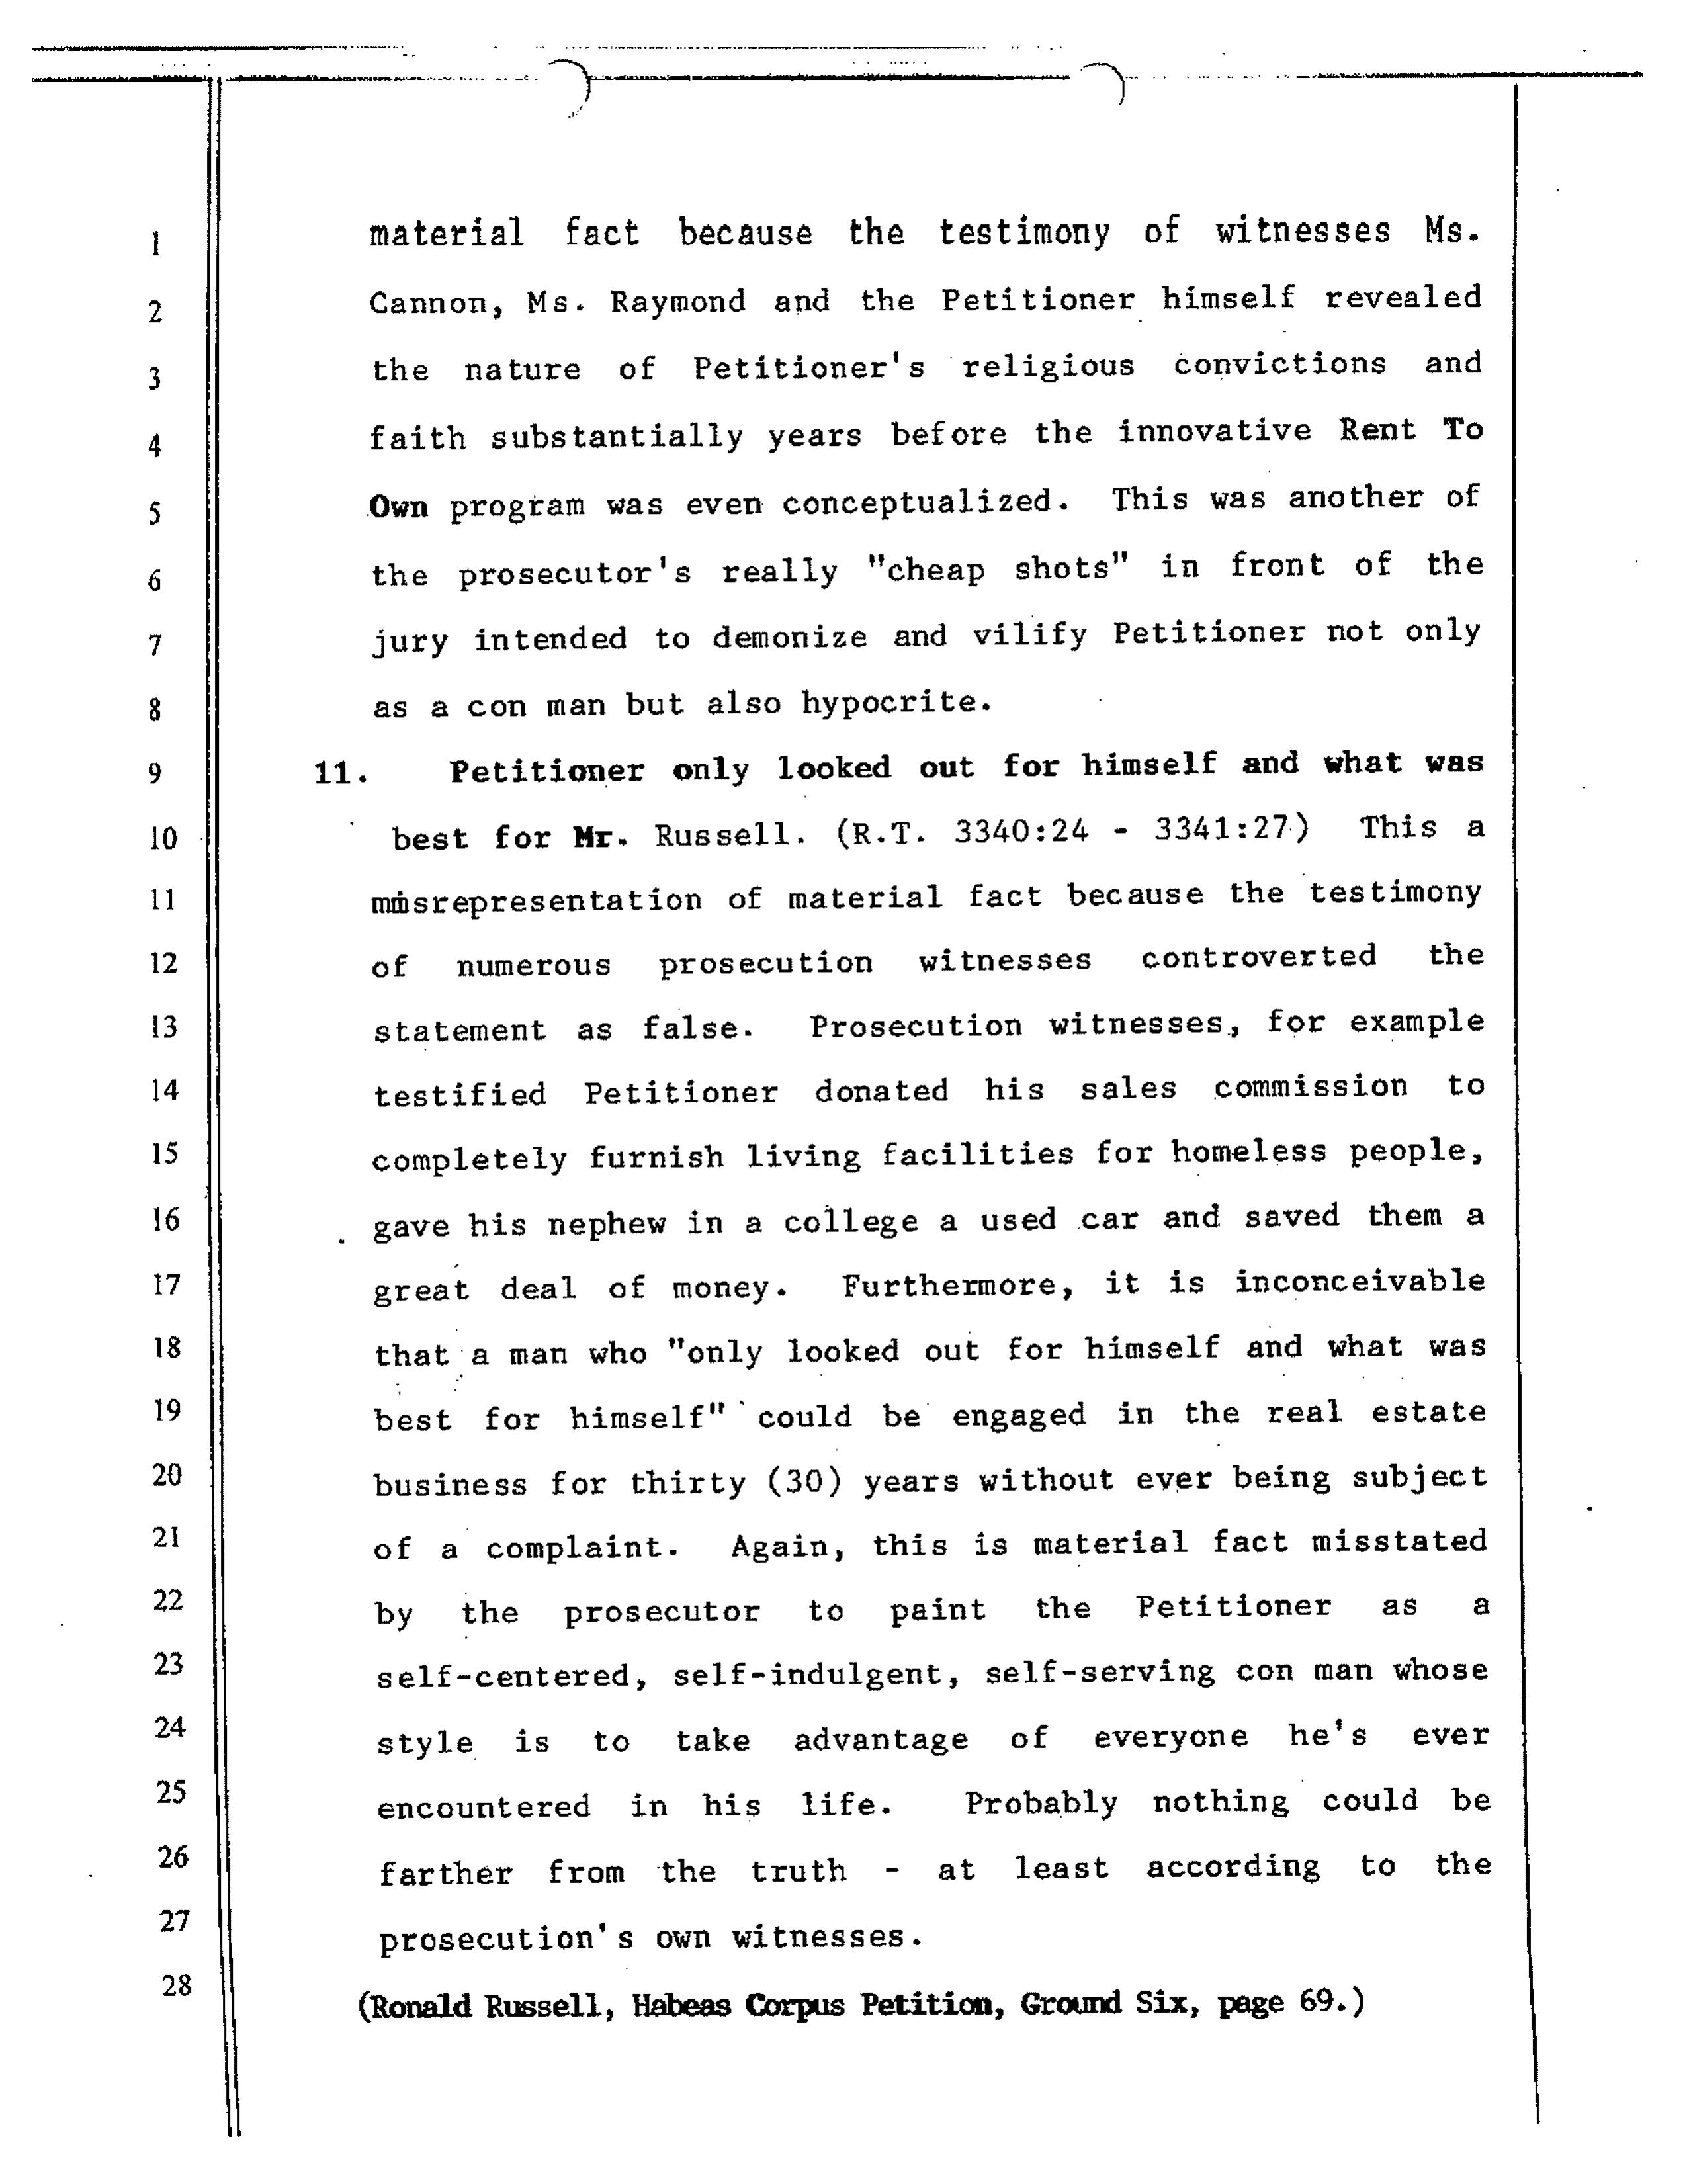 1 material fact because the testimony of witnesses Ms.
2 Cannon, Ms. Raymond and the Petitioner himself revealed
3 the nature of Petitioner's religious convictions and
4 faith substantially years before the innovative Rent To
5 Own program was even conceptualized. This was another of
6 the prosecutor's really "cheap shots" in front of the
7 jury intended to demonize and vilify Petitioner not only
8 as a con man but also hypocrite.
9 11. Petitioner only looked out for himself and what was
10 best for Mr. Russell. (R.T. 3340:24 - 3341:27) This a
11 misrepresentation of material fact because the testimony
12 of numerous prosecution witnesses controverted the
13 statement as false. Prosecution witnesses, for example
14 testified Petitioner donated his sales commission to
15 completely furnish living facilities for homeless people,
16 gave his nephew in a college a used car and saved them a
17 great deal of money. Furthermore, it is inconceivable
18 that a man who "only looked out for himself and what was
19 best for himself" could be engaged in the real estate
20 business for thirty (30) years without ever being subject
21 of a complaint. Again, this is material fact misstated
22 by the prosecutor to paint the Petitioner as a
23 self-centered, self-indulgent, self-serving con man whose
24 style is to take advantage of everyone he's ever
25 encountered in his life. Probably nothing could be
26 farther from the truth - at least according to the
27 prosecution's own witnesses.
28 (Ronald Russell, Habeas Corpus Petition, Ground Six, page 69.)